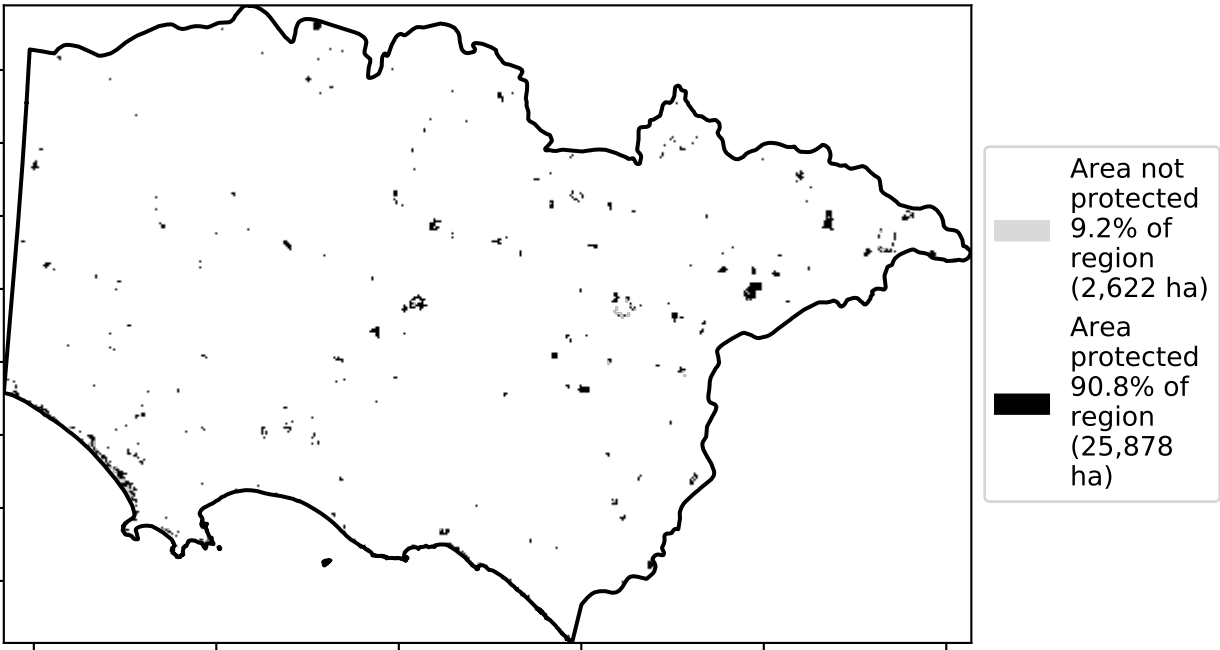 Area not
protected
9.2% of
region
(2,622 ha)
Area
protected
90.8% of
region
(25,878
ha)